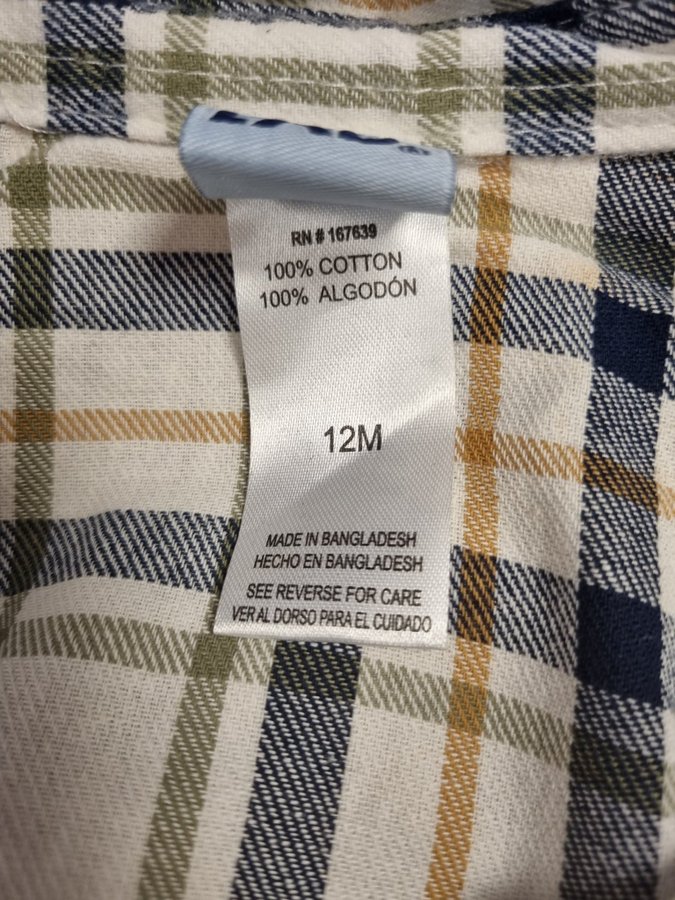 RN # 167639
100% COTTON
100% ALGODÓN
12M
MADE IN BANGLADESH
HECHO EN BANGLADESH
SEE REVERSE FOR CARE
VER AL DORSO PARA EL CUIDADO